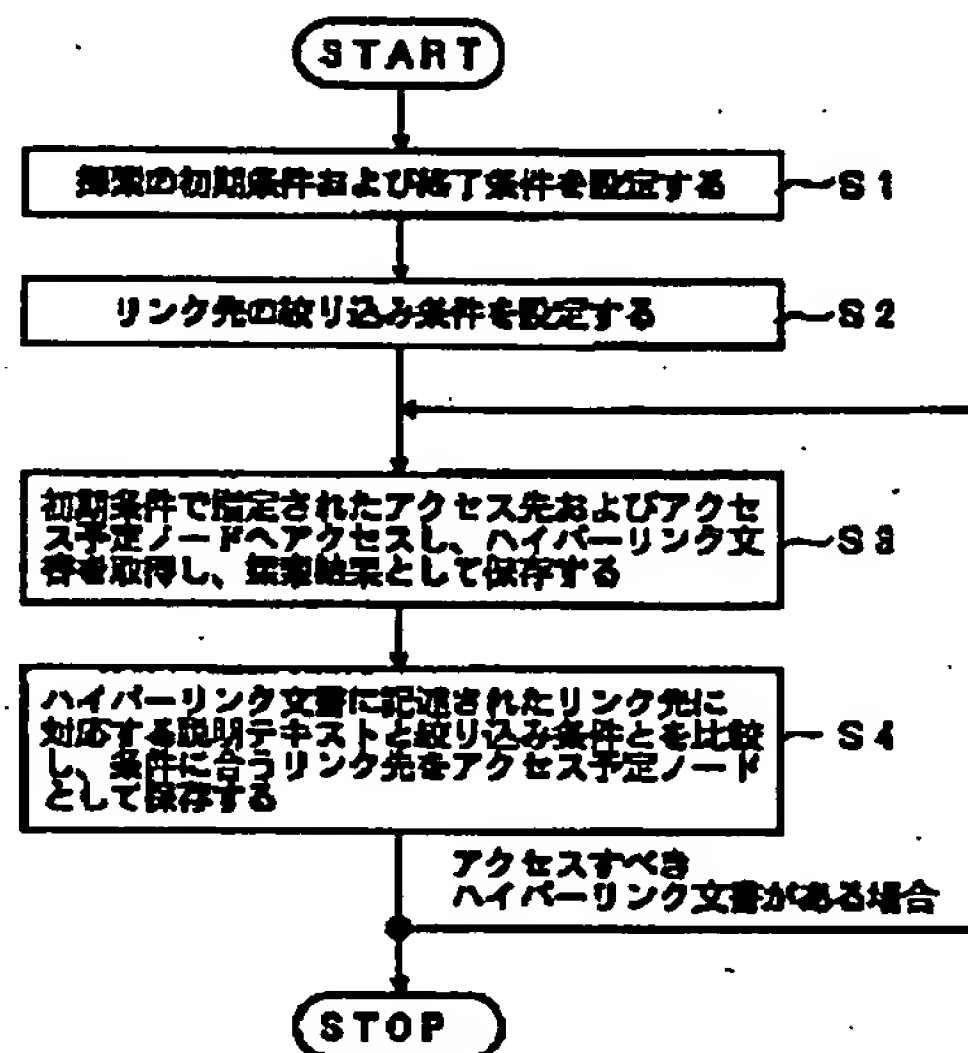 START
探索の初期条件および終了条件を設定する
S1
リンク先の絞り込み条件を設定する
S2
初期条件で指定されたアクセス先およびアクセ
ス予定ノードへアクセスし、ハイパーリンク文
書を取得し、探索結果として保存する
S3
ハイパーリンク文書に記述されたリンク先に
対応する説明テキストと絞り込み条件とを比較
し、条件に合うリンク先をアクセス予定ノード
として保存する
S4
アクセスすべき
ハイパーリンク文書がある場合
STOP